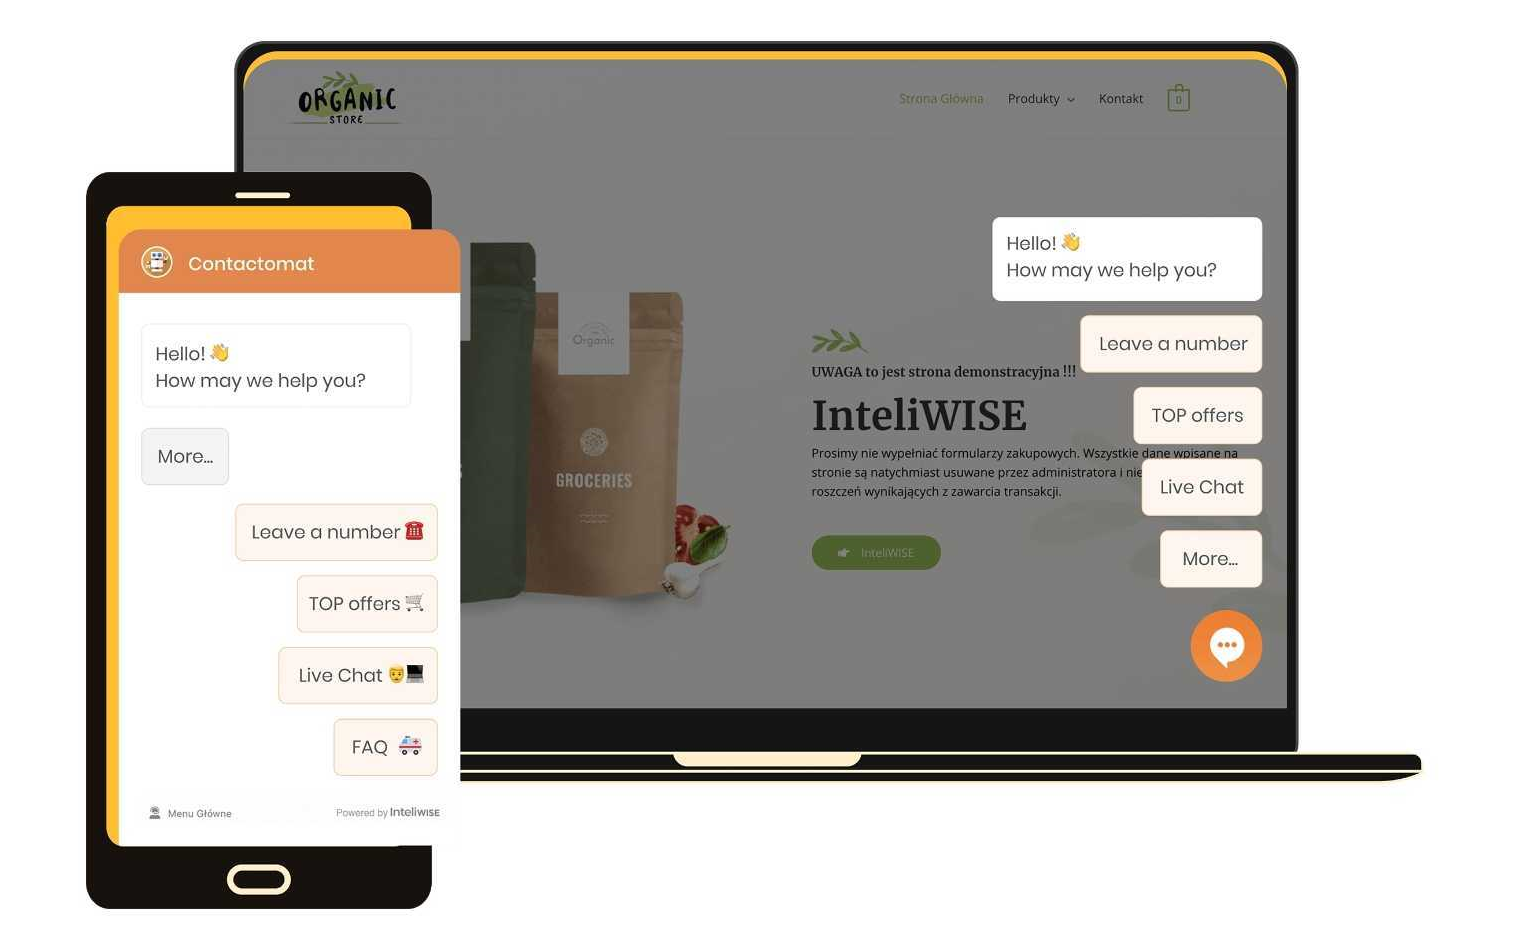 ORGANIC
STORE
Strona Główna
Produkty
Kontakt
0
Contactomat
Hello! 👋
How may we help you?
More...
Leave a number ☎️
TOP offers 🛒
Live Chat 👨‍💻
FAQ 🚑
Menu Główne
Powered by InteliWISE
Organic
GROCERIES
UWAGA to jest strona demonstracyjna !!!
InteliWISE
Prosimy nie wypełniać formularzy zakupowych. Wszystkie dane wpisane na
stronie są natychmiast usuwane przez administratora i nie
roszczeń wynikających z zawarcia transakcji.
InteliWISE
Hello! 👋
How may we help you?
Leave a number
TOP offers
Live Chat
More...